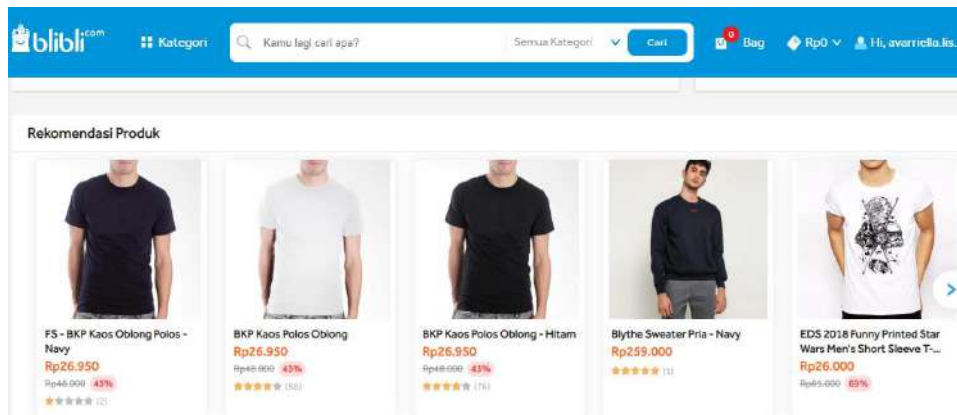 blibli.com
Kategori
Kamu lagi cari apa?
Semua Kategori
Cari
0
Bag
Rp0
Hi, avarriella.lis.
Rekomendasi Produk
FS - BKP Kaos Oblong Polos -
Navy
Rp26.950
Rp48.000 43%
(2)
BKP Kaos Polos Oblong
Rp26.950
Rp48.000 43%
(58)
BKP Kaos Polos Oblong - Hitam
Rp26.950
Rp48.000 43%
(76)
Blythe Sweater Pria - Navy
Rp259.000
(1)
EDS 2018 Funny Printed Star
Wars Men's Short Sleeve T-...
Rp26.000
Rp85.000 69%